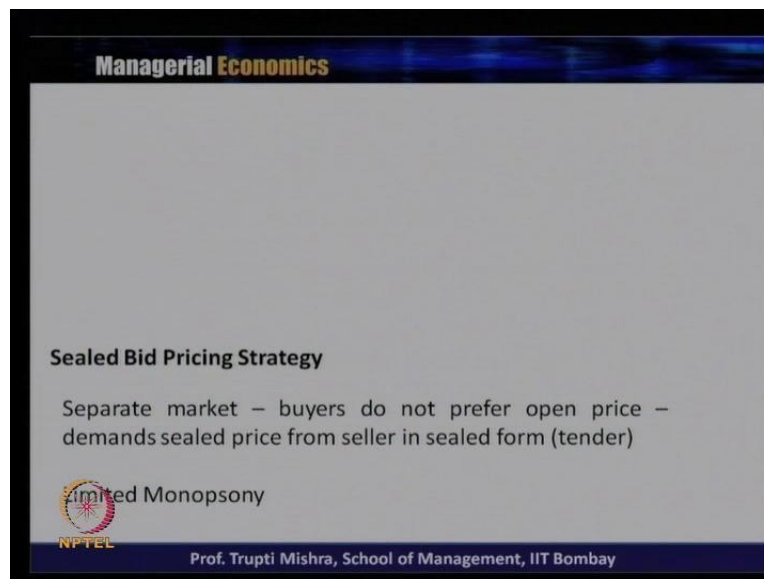 Managerial Economics
Sealed Bid Pricing Strategy
Separate market – buyers do not prefer open price –
demands sealed price from seller in sealed form (tender)
Limited Monopsony
NPTEL
Prof. Trupti Mishra, School of Management, IIT Bombay